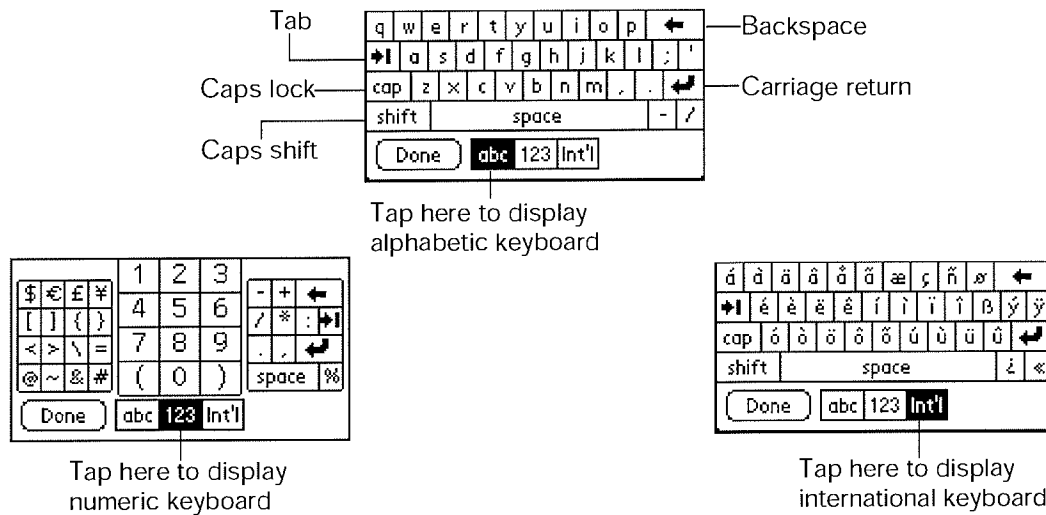 Tab
Caps lock
Caps shift
q w e r t y u i o p ←
Backspace
a s d f g h j k l ; '
cap z x c v b n m , . ↵
Carriage return
shift space - /
Done abc 123 Int'l
Tap here to display
alphabetic keyboard
1 2 3
$ € £ ¥ - + ←
4 5 6
[ ] { } / * :
7 8 9
< > \ = . , ↵
( 0 )
@ ~ & # space %
Done abc 123 Int'l
Tap here to display
numeric keyboard
á à ä â å ã æ ç ñ ø ←
é è ë ê í ì ï î ß ý ÿ
cap ó ò ö ô õ ú ù ü û ↵
shift space ¿ «
Done abc 123 Int'l
Tap here to display
international keyboard